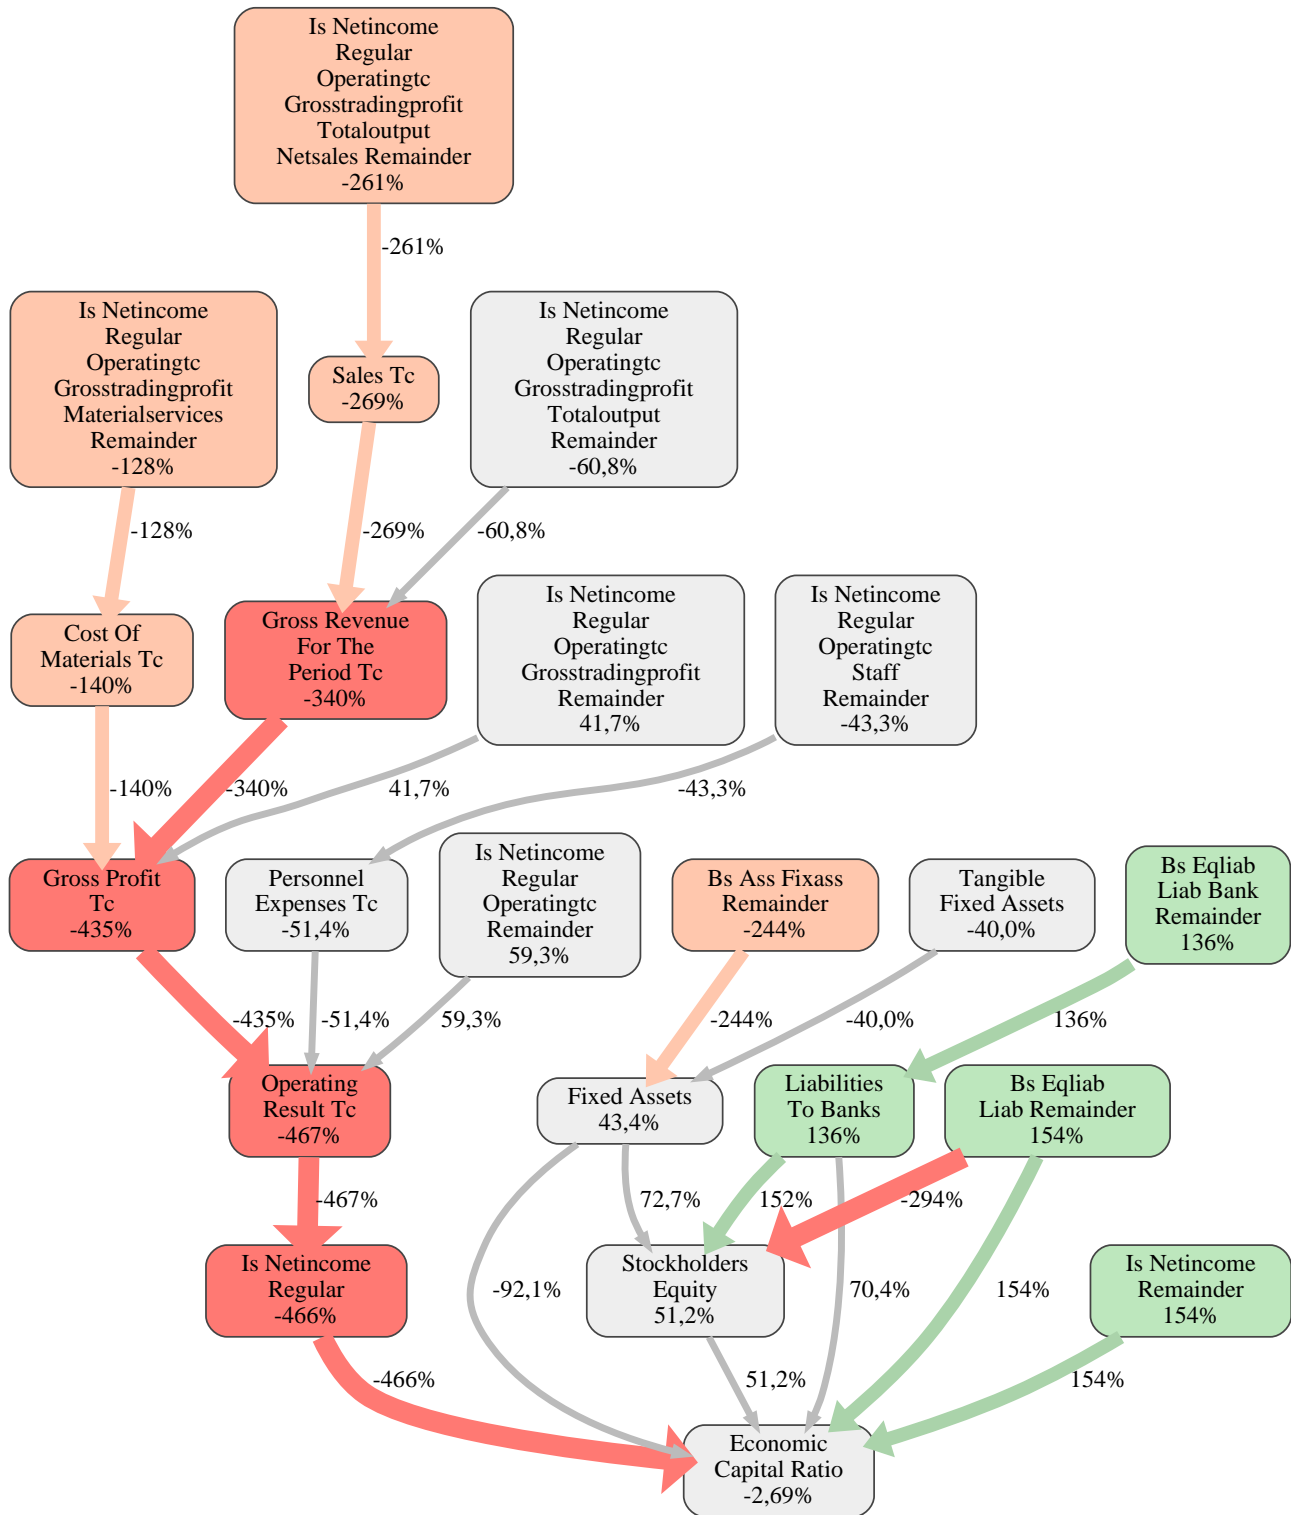 Is Netincome
Regular
Operatingtc
Grosstradingprofit
Totaloutput
Netsales Remainder
-261%
-261%
Is Netincome
Regular
Operatingtc
Grosstradingprofit
Materialservices
Remainder
-128%
Sales Tc
-269%
Is Netincome
Regular
Operatingtc
Grosstradingprofit
Totaloutput
Remainder
-60,8%
-128%
-269%
-60,8%
Cost Of
Materials Tc
-140%
Gross Revenue
For The
Period Tc
-340%
Is Netincome
Regular
Operatingtc
Grosstradingprofit
Remainder
41,7%
Is Netincome
Regular
Operatingtc
Staff
Remainder
-43,3%
-140%
-340%
41,7%
-43,3%
Gross Profit
Tc
-435%
Personnel
Expenses Tc
-51,4%
Is Netincome
Regular
Operatingtc
Remainder
59,3%
Bs Ass Fixass
Remainder
-244%
Tangible
Fixed Assets
-40,0%
Bs Eqliab
Liab Bank
Remainder
136%
-435%
-51,4%
59,3%
-244%
-40,0%
136%
Operating
Result Tc
-467%
Fixed Assets
43,4%
Liabilities
To Banks
136%
Bs Eqliab
Liab Remainder
154%
-467%
72,7%
152%
-294%
Is Netincome
Regular
-466%
-92,1%
Stockholders
Equity
51,2%
70,4%
154%
Is Netincome
Remainder
154%
-466%
51,2%
154%
Economic
Capital Ratio
-2,69%